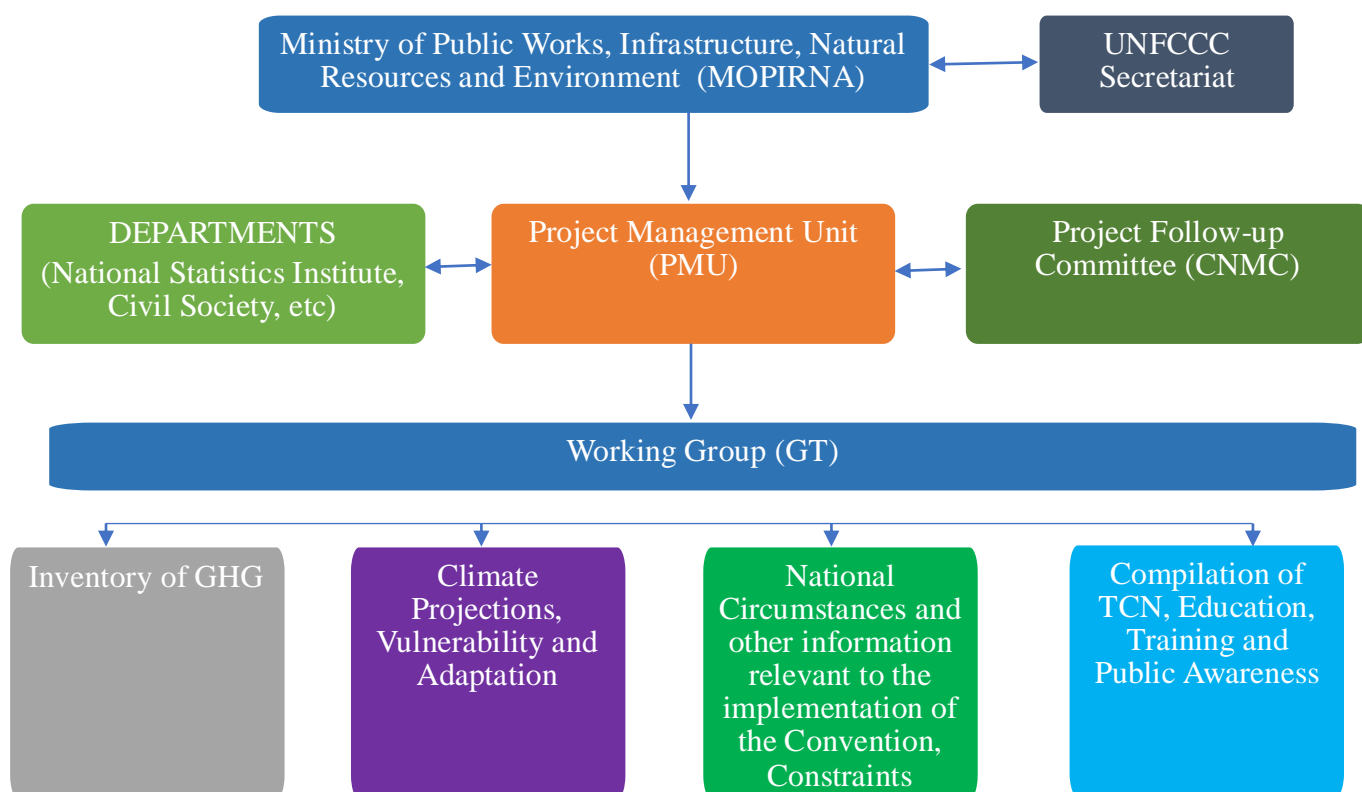 Ministry of Public Works, Infrastructure, Natural
Resources and Environment (MOPIRNA)
UNFCCC
Secretariat
DEPARTMENTS
(National Statistics Institute,
Civil Society, etc)
Project Management Unit
(PMU)
Project Follow-up
Committee (CNMC)
Working Group (GT)
Inventory of GHG
Climate
Projections,
Vulnerability and
Adaptation
National
Circumstances and
other information
relevant to the
implementation of
the Convention,
Constraints
Compilation of
TCN, Education,
Training and
Public Awareness